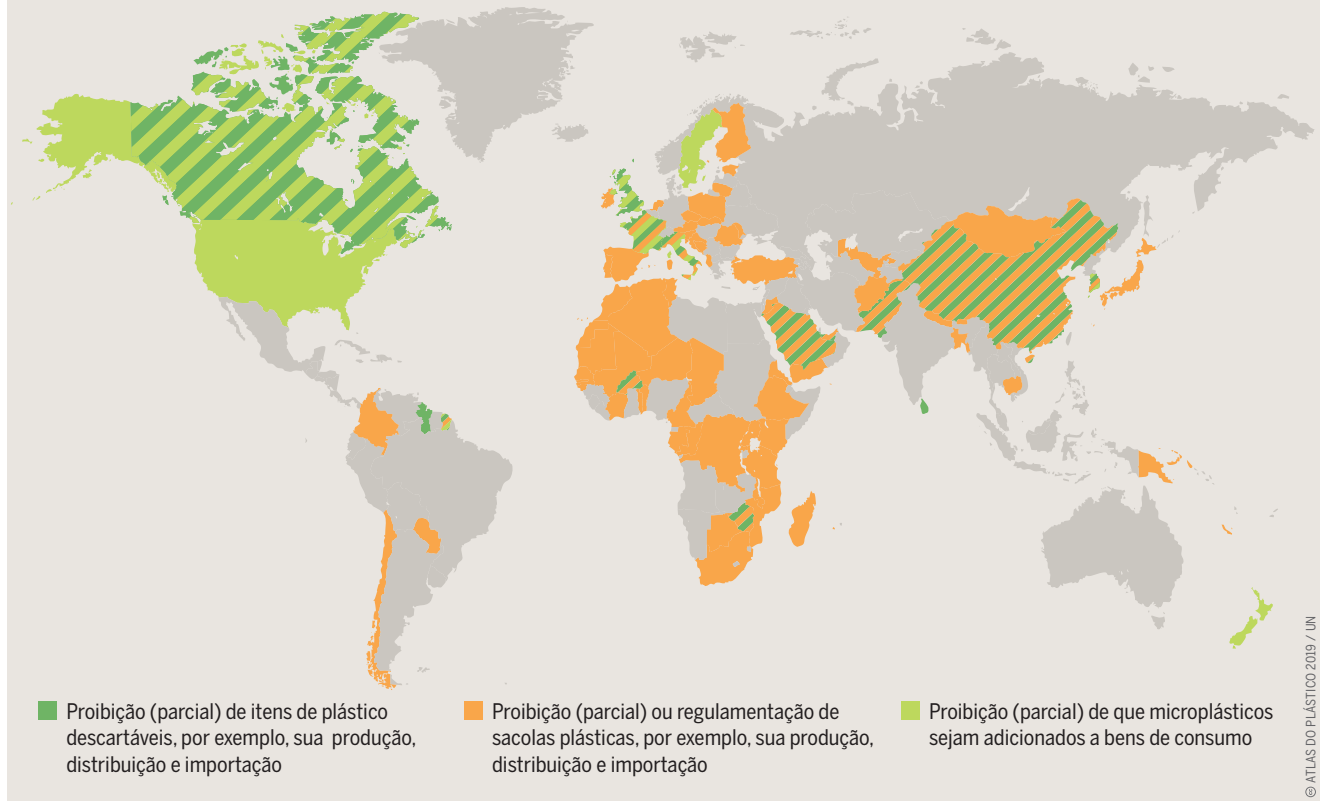 Proibição (parcial) de itens de plástico
descartáveis, por exemplo, sua produção,
distribuição e importação
Proibição (parcial) ou regulamentação de
sacolas plásticas, por exemplo, sua produção,
distribuição e importação
Proibição (parcial) de que microplásticos
sejam adicionados a bens de consumo
ATLAS DO PLÁSTICO 2019 / UN